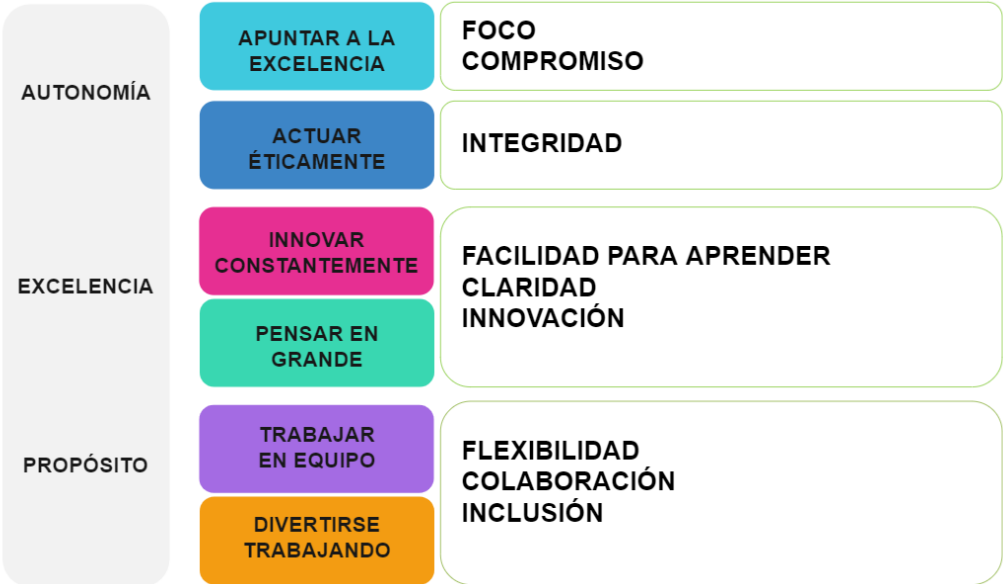 AUTONOMÍA
APUNTAR A LA
EXCELENCIA
FOCO
COMPROMISO
ACTUAR
ÉTICAMENTE
INTEGRIDAD
EXCELENCIA
INNOVAR
CONSTANTEMENTE
PENSAR EN
GRANDE
FACILIDAD PARA APRENDER
CLARIDAD
INNOVACIÓN
PROPÓSITO
TRABAJAR
EN EQUIPO
DIVERTIRSE
TRABAJANDO
FLEXIBILIDAD
COLABORACIÓN
INCLUSIÓN